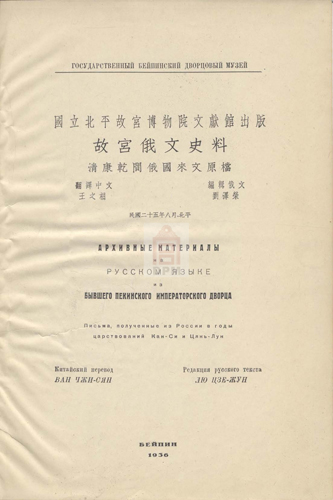 ГОСУДАРСТВЕННЫЙ БЕЙПИНСКИЙ ДВОРЦОВЫЙ МУЗЕЙ
國立北平故宮博物院文獻館出版
故宮俄文史料
清康乾間俄國來文原檔
翻譯中文 編輯俄文
王之相 劉澤榮
民國二十五年八月北平
АРХИВНЫЕ МАТЕРИАЛЫ
НА
РУССКОМ ЯЗЫКЕ
ИЗ
БЫВШЕГО ПЕКИНСКОГО ИМПЕРАТОРСКОГО ДВОРЦА
Письма, полученные из России в годы
царствований Кан-Си и Цянь-Лун
Китайский перевод Редакция русского текста
ВАН ЧЖИ-СЯН ЛЮ ЦЗЕ-ЖУН
БЕЙПИН
1936